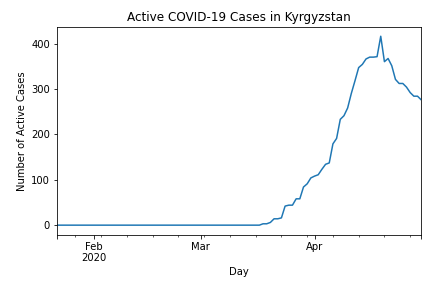 Active COVID-19 Cases in Kyrgyzstan
Number of Active Cases
400
300
200
100
0
Feb
2020
Mar
Apr
Day